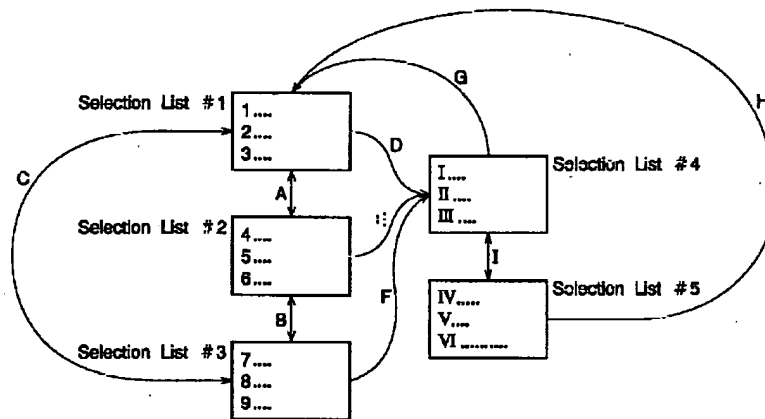 G
H
Selection List #1
1....
2....
3....
D
C
A
Selection List #4
I....
II....
III....
Selection List #2
4....
5....
6....
I
F
B
Selection List #5
IV.....
V....
VI..........
Selection List #3
7....
8....
9....